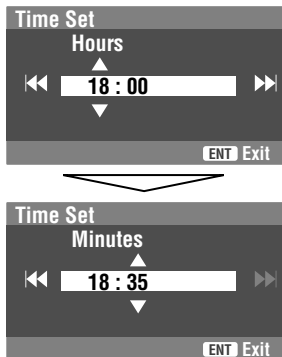 Time Set
Hours
18 : 00
ENT Exit
Time Set
Minutes
18 : 35
ENT Exit